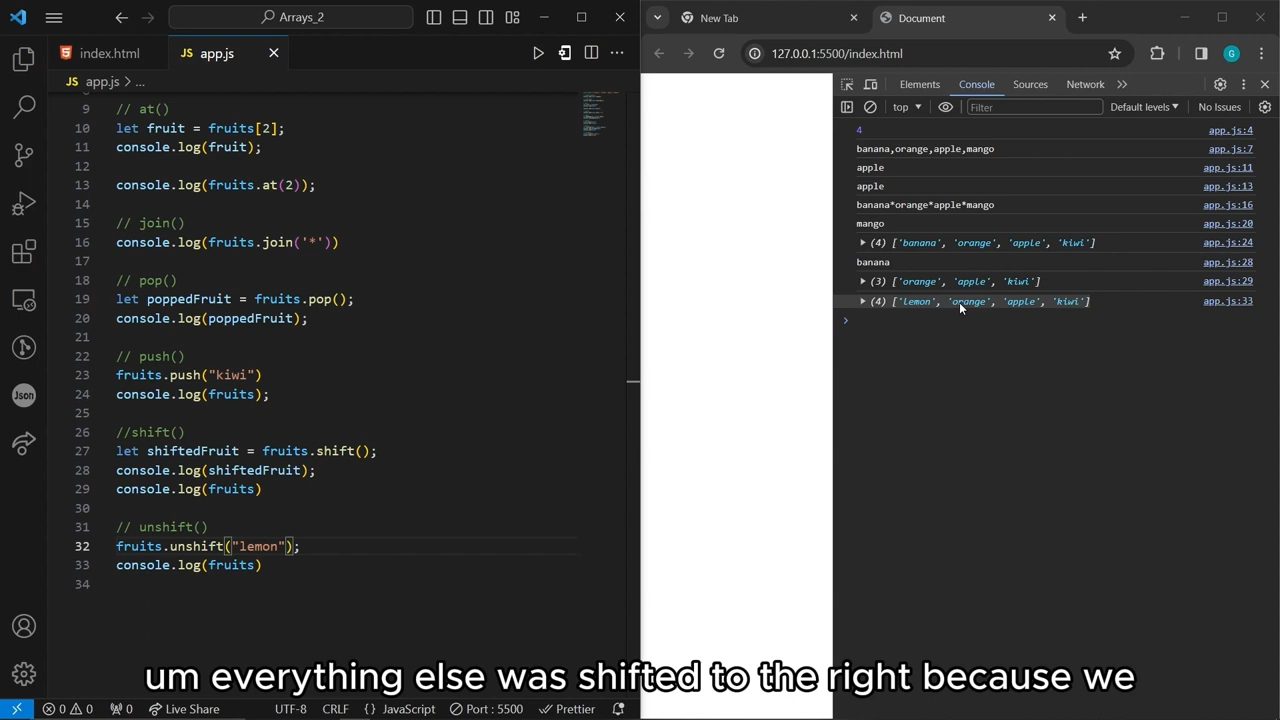 Arrays_2
index.html
app.js
app.js > ...
9 // at()
10 let fruit = fruits[2];
11 console.log(fruit);
12
13 console.log(fruits.at(2));
14
15 // join()
16 console.log(fruits.join('*'))
17
18 // pop()
19 let poppedFruit = fruits.pop();
20 console.log(poppedFruit);
21
22 // push()
23 fruits.push("kiwi")
24 console.log(fruits);
25
26 //shift()
27 let shiftedFruit = fruits.shift();
28 console.log(shiftedFruit);
29 console.log(fruits)
30
31 // unshift()
32 fruits.unshift("lemon");
33 console.log(fruits)
34
Json
0 0 0 Live Share UTF-8 CRLF {} JavaScript Port : 5500 Prettier
New Tab
Document
127.0.0.1:5500/index.html
G
Elements Console Sources Network
top Filter Default levels No Issues
4 app.js:4
banana,orange,apple,mango app.js:7
apple app.js:11
apple app.js:13
banana*orange*apple*mango app.js:16
mango app.js:20
(4) ['banana', 'orange', 'apple', 'kiwi'] app.js:24
banana app.js:28
(3) ['orange', 'apple', 'kiwi'] app.js:29
(4) ['lemon', 'orange', 'apple', 'kiwi'] app.js:33
um everything else was shifted to the right because we